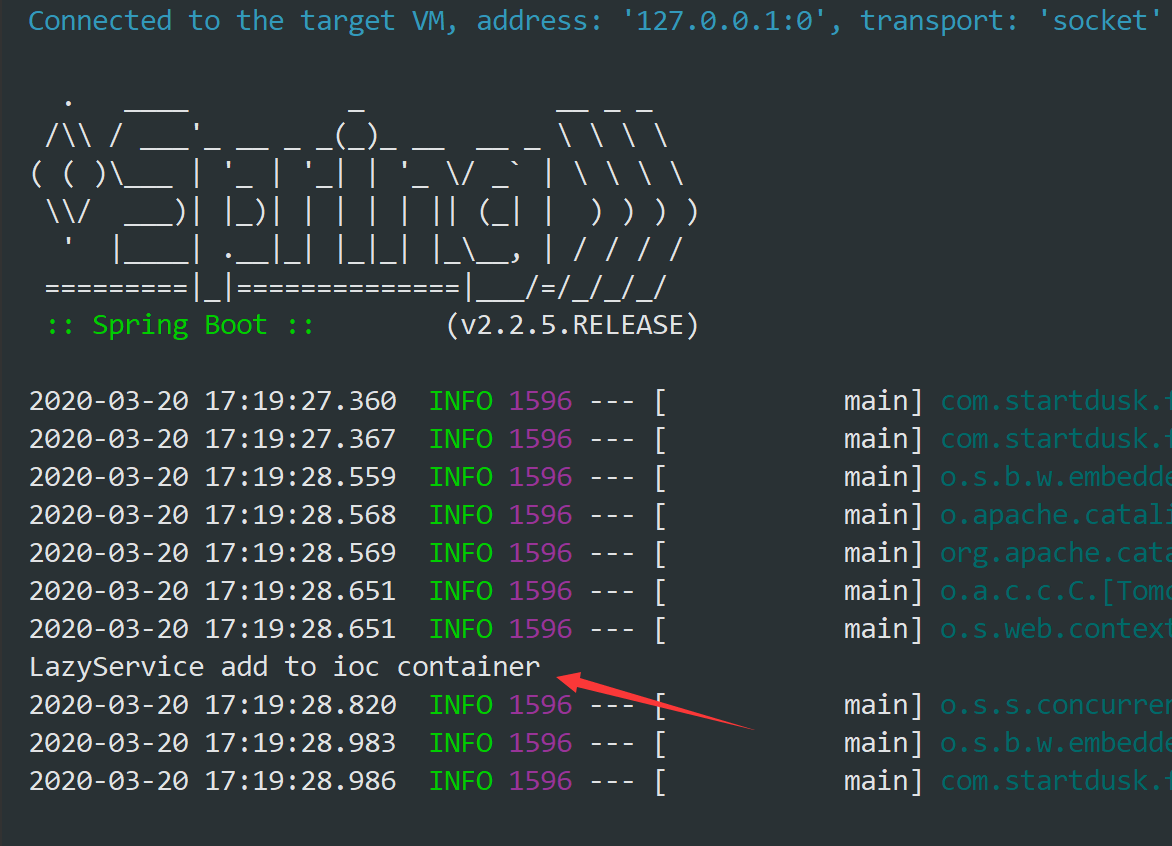 Connected to the target VM, address: '127.0.0.1:0', transport: 'socket'
  .   ____          _            __ _ _
 /\\ / ___'_ __ _ _(_)_ __  __ _ \ \ \ \
( ( )\___ | '_ | '_| | '_ \/ _` | \ \ \ \
 \\/  ___)| |_)| | | | | || (_| |  ) ) ) )
  '  |____| .__|_| |_|_| |_\__, | / / / /
 =========|_|==============|___/=/_/_/_/
 :: Spring Boot ::        (v2.2.5.RELEASE)
2020-03-20 17:19:27.360  INFO 1596 --- [           main] com.startdusk.
2020-03-20 17:19:27.367  INFO 1596 --- [           main] com.startdusk.
2020-03-20 17:19:28.559  INFO 1596 --- [           main] o.s.b.w.embedde
2020-03-20 17:19:28.568  INFO 1596 --- [           main] o.apache.catali
2020-03-20 17:19:28.569  INFO 1596 --- [           main] org.apache.cata
2020-03-20 17:19:28.651  INFO 1596 --- [           main] o.a.c.c.C.[Tomc
2020-03-20 17:19:28.651  INFO 1596 --- [           main] o.s.web.context
LazyService add to ioc container
2020-03-20 17:19:28.820  INFO 1596 --- [           main] o.s.s.concurren
2020-03-20 17:19:28.983  INFO 1596 --- [           main] o.s.b.w.embedde
2020-03-20 17:19:28.986  INFO 1596 --- [           main] com.startdusk.